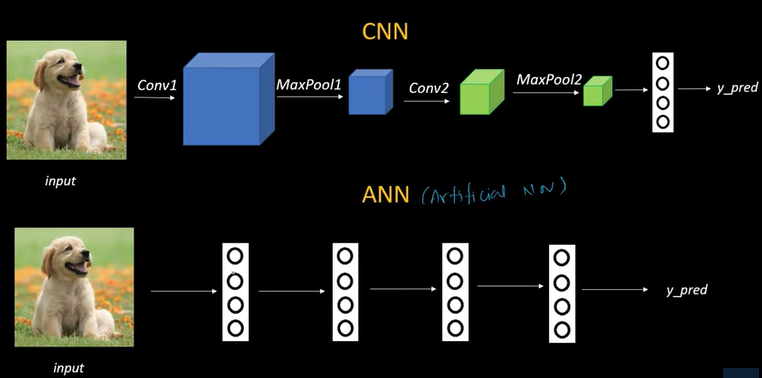 CNN
Conv1 MaxPool1 Conv2 MaxPool2 y_pred
input
ANN (Artificial NN)
y_pred
input